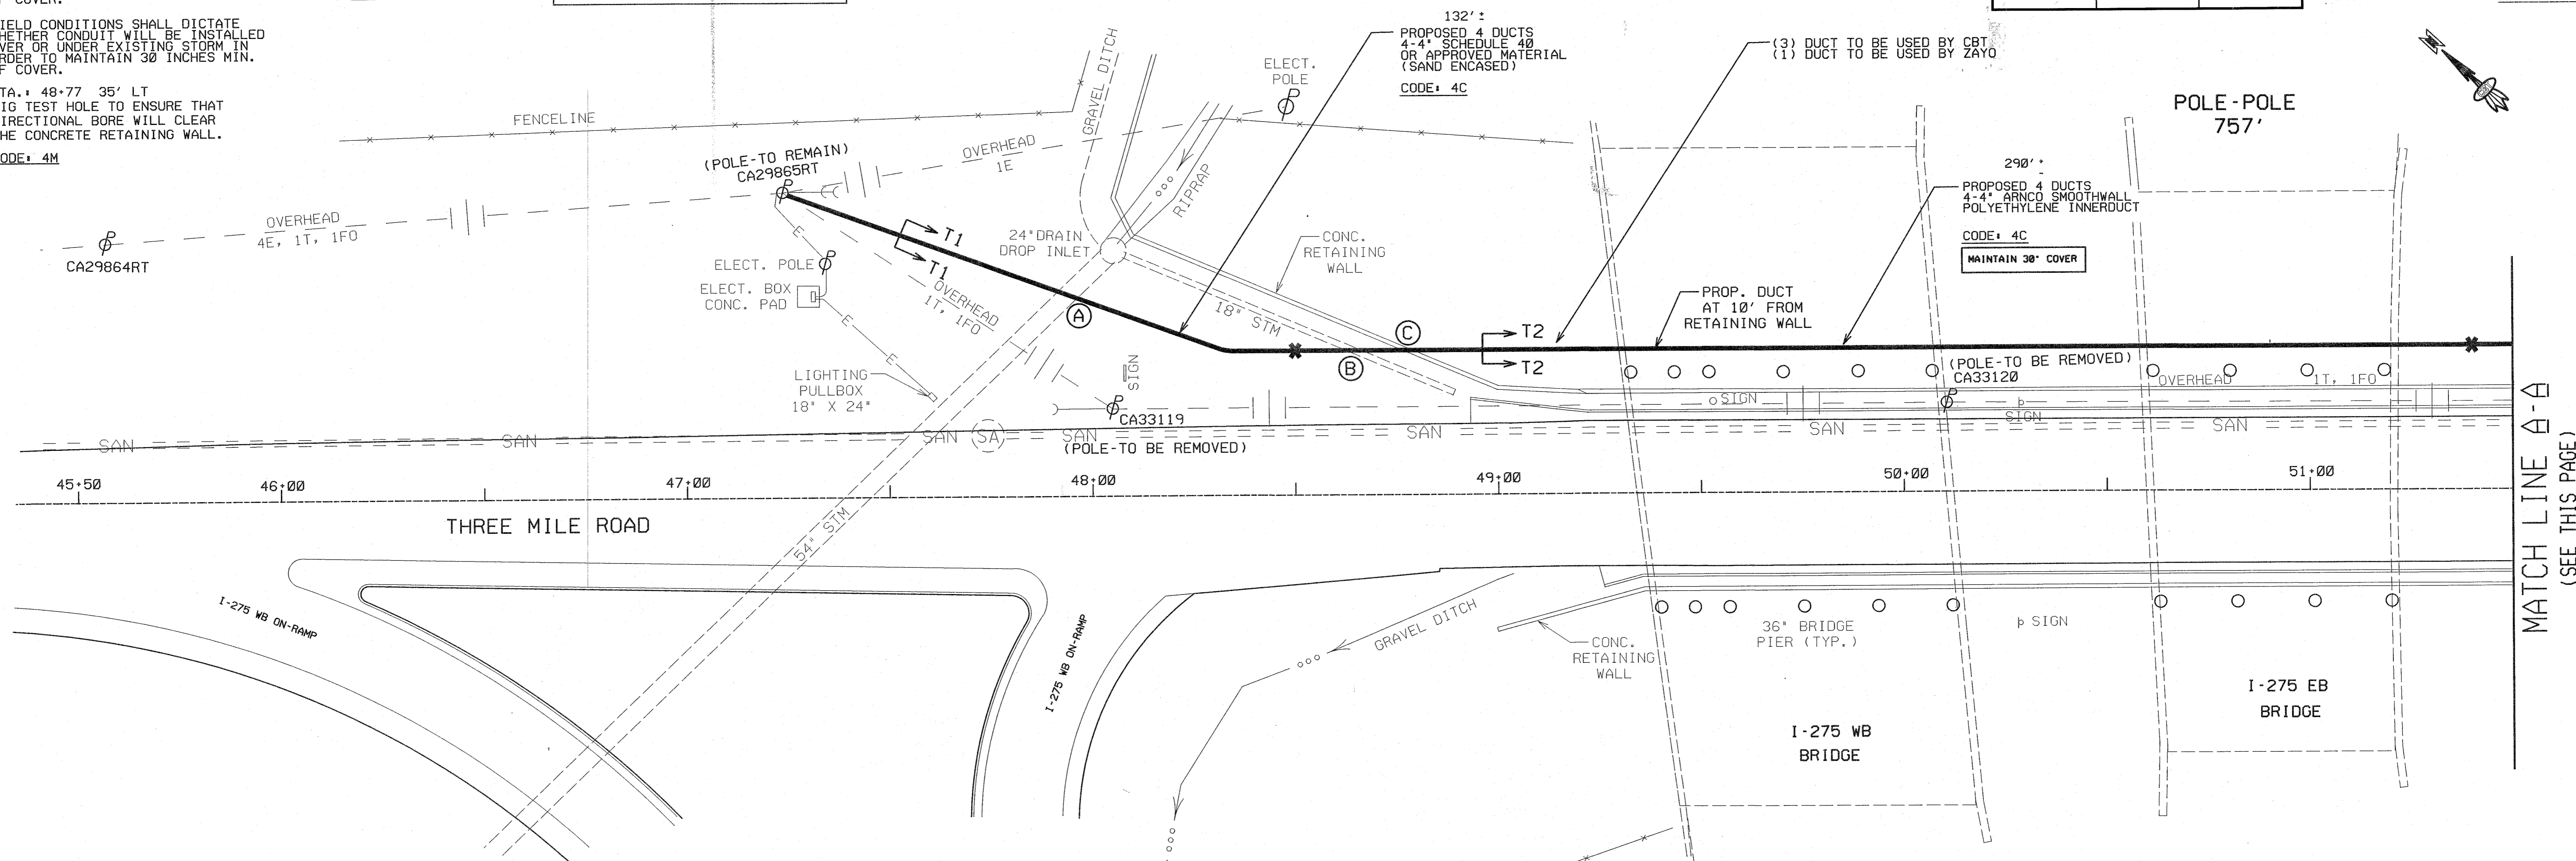 COVER.
IELD CONDITIONS SHALL DICTATE
HETHER CONDUIT WILL BE INSTALLED
VER OR UNDER EXISTING STORM IN
RDER TO MAINTAIN 30 INCHES MIN.
F COVER.
TA.: 48+77 35' LT
IG TEST HOLE TO ENSURE THAT
IRECTIONAL BORE WILL CLEAR
HE CONCRETE RETAINING WALL.
ODE: 4M
132' ±
PROPOSED 4 DUCTS
4-4" SCHEDULE 40
OR APPROVED MATERIAL
(SAND ENCASED)
CODE: 4C
(3) DUCT TO BE USED BY CBT
(1) DUCT TO BE USED BY ZAYO
POLE-POLE
757'
290' ±
PROPOSED 4 DUCTS
4-4" ARNCO SMOOTHWALL
POLYETHYLENE INNERDUCT
CODE: 4C
MAINTAIN 30" COVER
GRAVEL DITCH
ELECT.
POLE
FENCELINE
(POLE-TO REMAIN)
CA29865RT
OVERHEAD
1E
RIPRAP
OVERHEAD
4E, 1T, 1FO
CA29864RT
T1
T1
24" DRAIN
DROP INLET
CONC.
RETAINING
WALL
ELECT. POLE
E
ELECT. BOX
CONC. PAD
OVERHEAD
1T, 1FO
E
E
A
18" STM
C
B
T2
T2
PROP. DUCT
AT 10' FROM
RETAINING WALL
LIGHTING
PULLBOX
18" X 24"
SIGN
CA33119
(POLE-TO BE REMOVED)
(POLE-TO BE REMOVED)
CA33120
OVERHEAD
1T, 1FO
SIGN
SIGN
SAN
SAN
SAN
SA
SAN
SAN
SAN
SAN
45+50
46+00
47+00
48+00
49+00
50+00
51+00
THREE MILE ROAD
54" STM
I-275 WB ON-RAMP
I-275 WB ON-RAMP
GRAVEL DITCH
CONC.
RETAINING
WALL
36" BRIDGE
PIER (TYP.)
SIGN
I-275 WB
BRIDGE
I-275 EB
BRIDGE
MATCH LINE A-A
(SEE THIS PAGE)